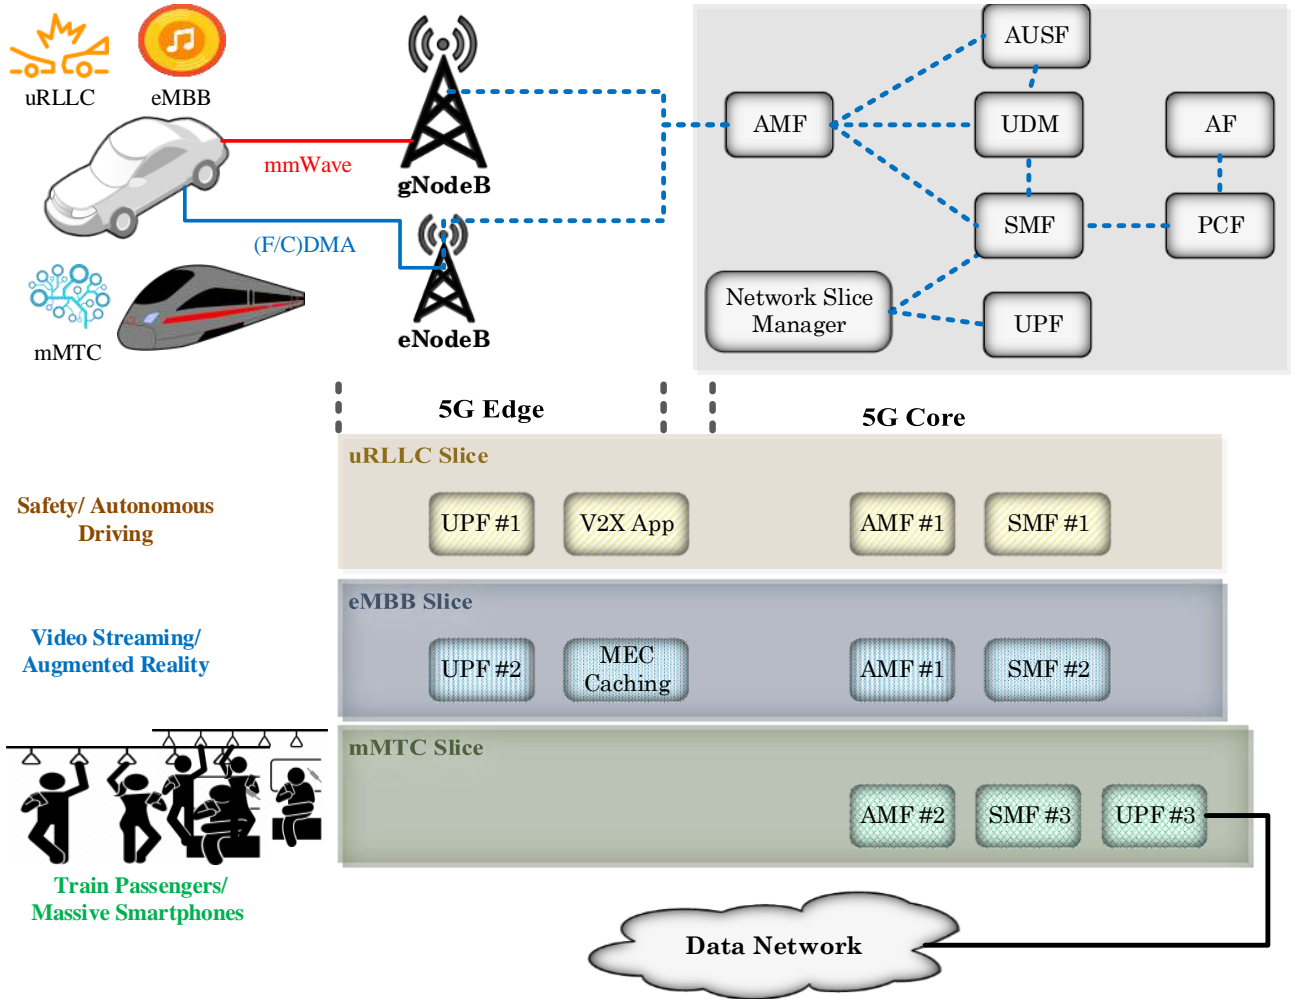 uRLLC
eMBB
mmWave
gNodeB
(F/C)DMA
mMTC
eNodeB
AUSF
AMF
UDM
AF
SMF
PCF
Network Slice
Manager
UPF
5G Edge
5G Core
uRLLC Slice
Safety/ Autonomous
Driving
UPF #1
V2X App
AMF #1
SMF #1
eMBB Slice
Video Streaming/
Augmented Reality
UPF #2
MEC
Caching
AMF #1
SMF #2
mMTC Slice
AMF #2
SMF #3
UPF #3
Train Passengers/
Massive Smartphones
Data Network